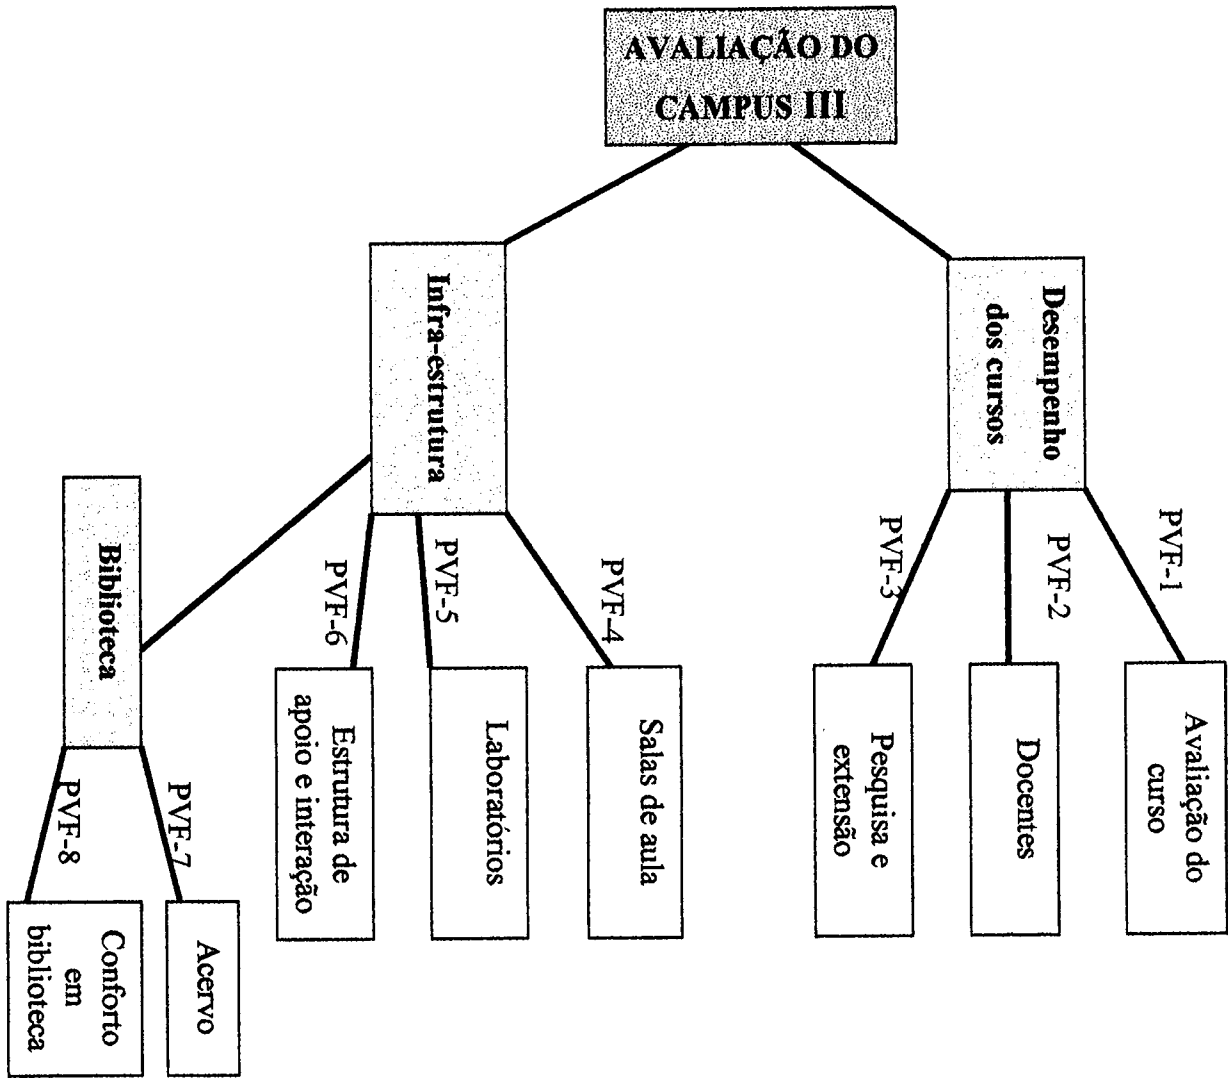 AVALIAÇÃO DO
CAMPUS III
Desempenho
dos cursos
PVF-1
Avaliação do
curso
PVF-2
Docentes
PVF-3
Pesquisa e
extensão
Infra-estrutura
PVF-4
Salas de aula
PVF-5
Laboratórios
PVF-6
Estrutura de
apoio e interação
Biblioteca
PVF-7
Acervo
PVF-8
Conforto
em
biblioteca